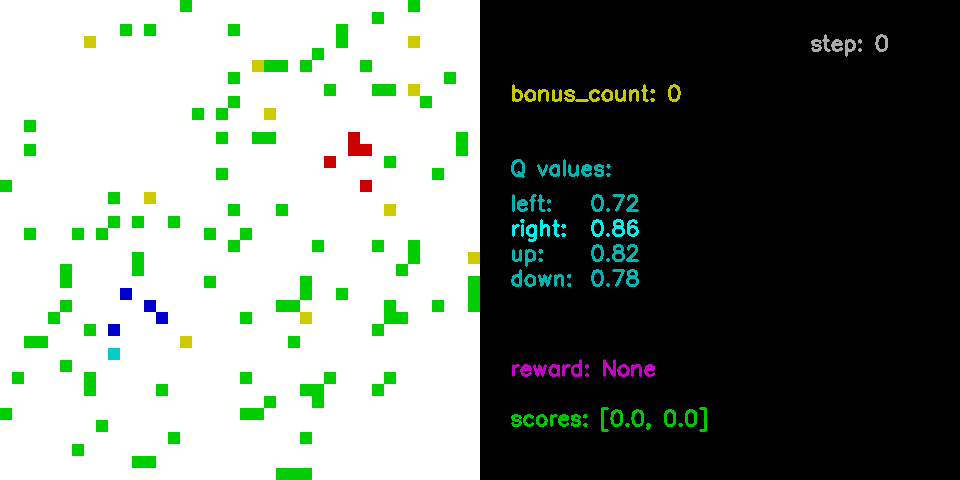 step: 0
bonus_count: 0
Q values:
left: 0.72
right: 0.86
up: 0.82
down: 0.78
reward: None
scores: [0.0, 0.0]